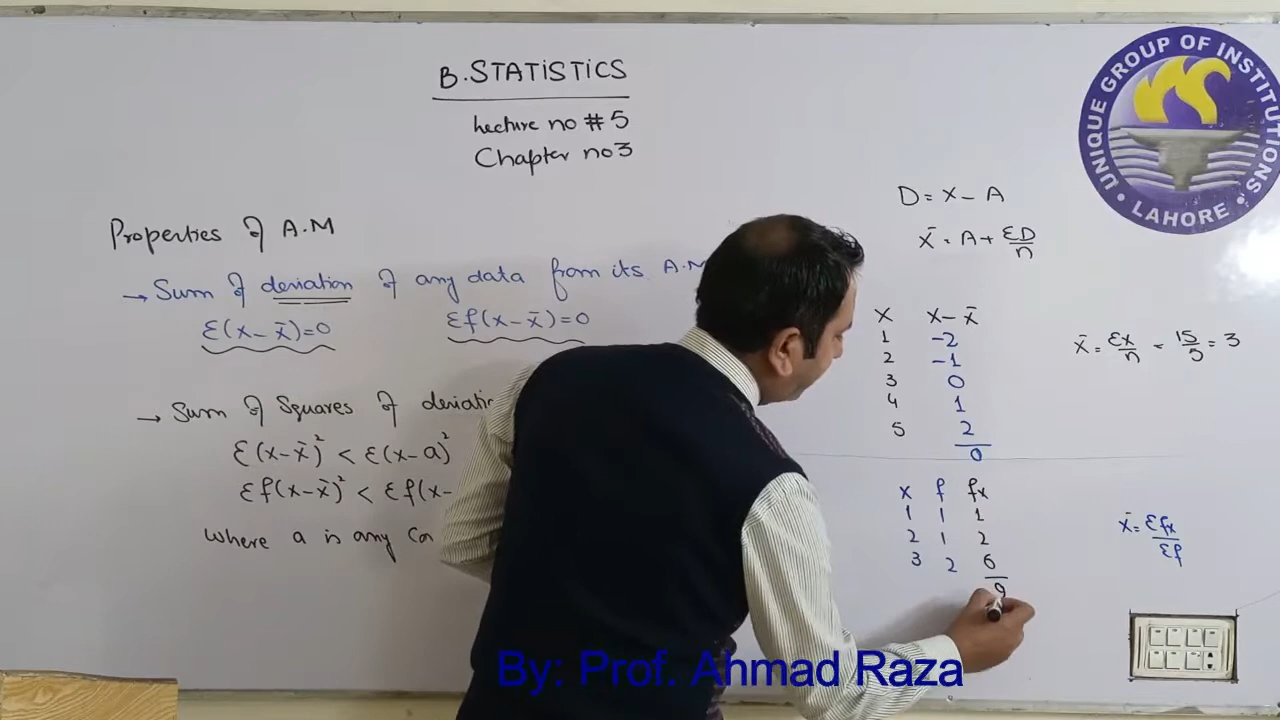 B. STATISTICS
Lecture no # 5
Chapter no 3
UNIQUE GROUP OF INSTITUTIONS
• LAHORE •
Properties of A.M
→ Sum of deviation of any data from its A.M
Σ(x-x̄)=0 Σf(x-x̄)=0
→ Sum of Squares of
Σ(x-x̄)² < Σ(x-a)²
Σf(x-x̄)² < Σf(x-
Where a is any
D = X - A
X̄ = A + ΣD/n
X X-X̄
1 -2
2 -1
3 0
4 1
5 2
0
X̄ = Σx/n = 15/5 = 3
x f fx
1 1 1
2 1 2
3 2 6
9
X̄ = Σfx/Σf
By: Prof. Ahmad Raza